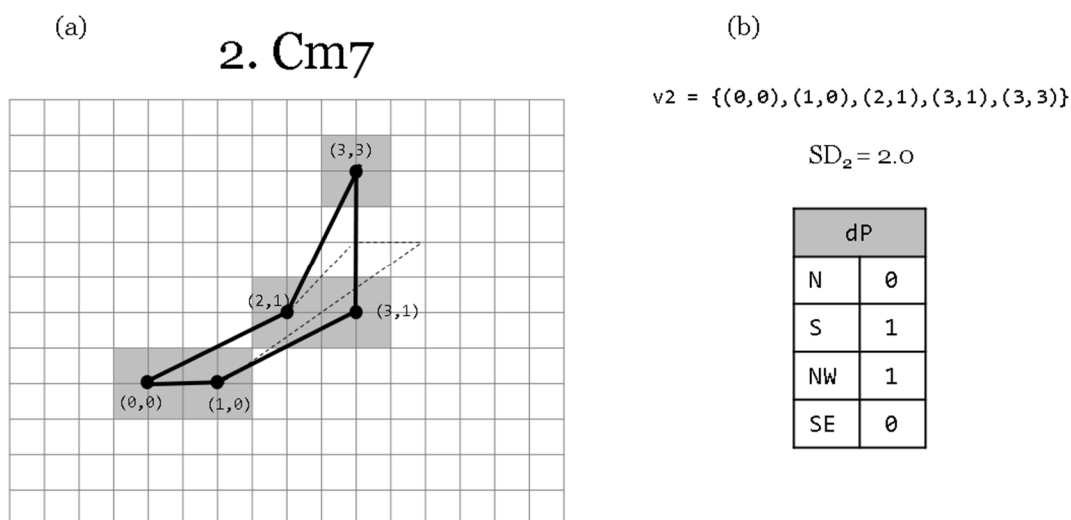 (a)
2. Cm7
(3,3)
(2,1)
(3,1)
(0,0)
(1,0)
(b)
v2 = {(0,0),(1,0),(2,1),(3,1),(3,3)}
SD₂ = 2.0
dP
N 0
S 1
NW 1
SE 0